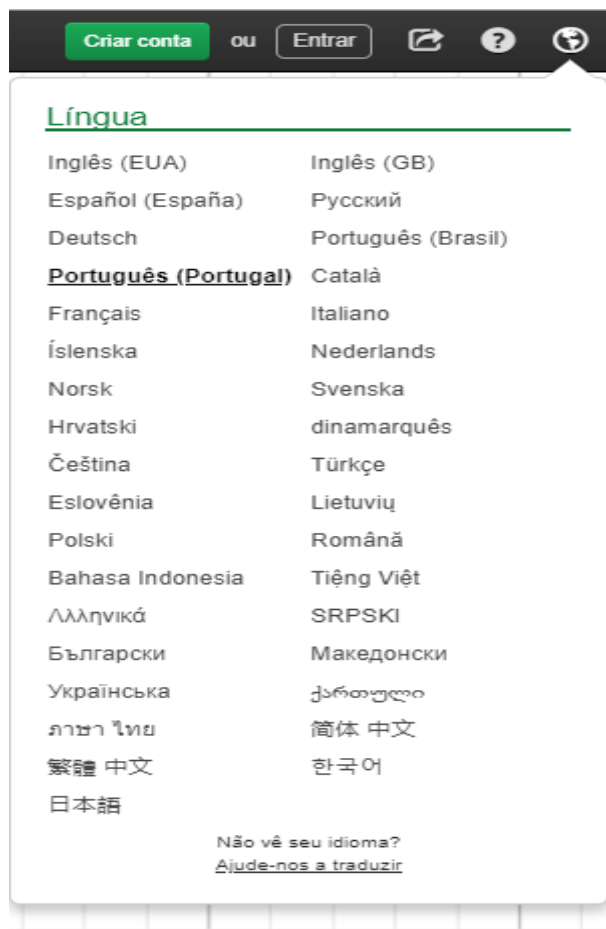 Criar conta ou Entrar
Língua
Inglês (EUA) Inglês (GB)
Español (España) Русский
Deutsch Português (Brasil)
Português (Portugal) Català
Français Italiano
Íslenska Nederlands
Norsk Svenska
Hrvatski dinamarquês
Čeština Türkçe
Eslovênia Lietuvių
Polski Română
Bahasa Indonesia Tiệng Việt
Λλληνικά SRPSKI
Български Македонски
Українська ქართული
ภาษา ไทย 简体 中文
繁體 中文 한국어
日本語
Não vê seu idioma?
Ajude-nos a traduzir